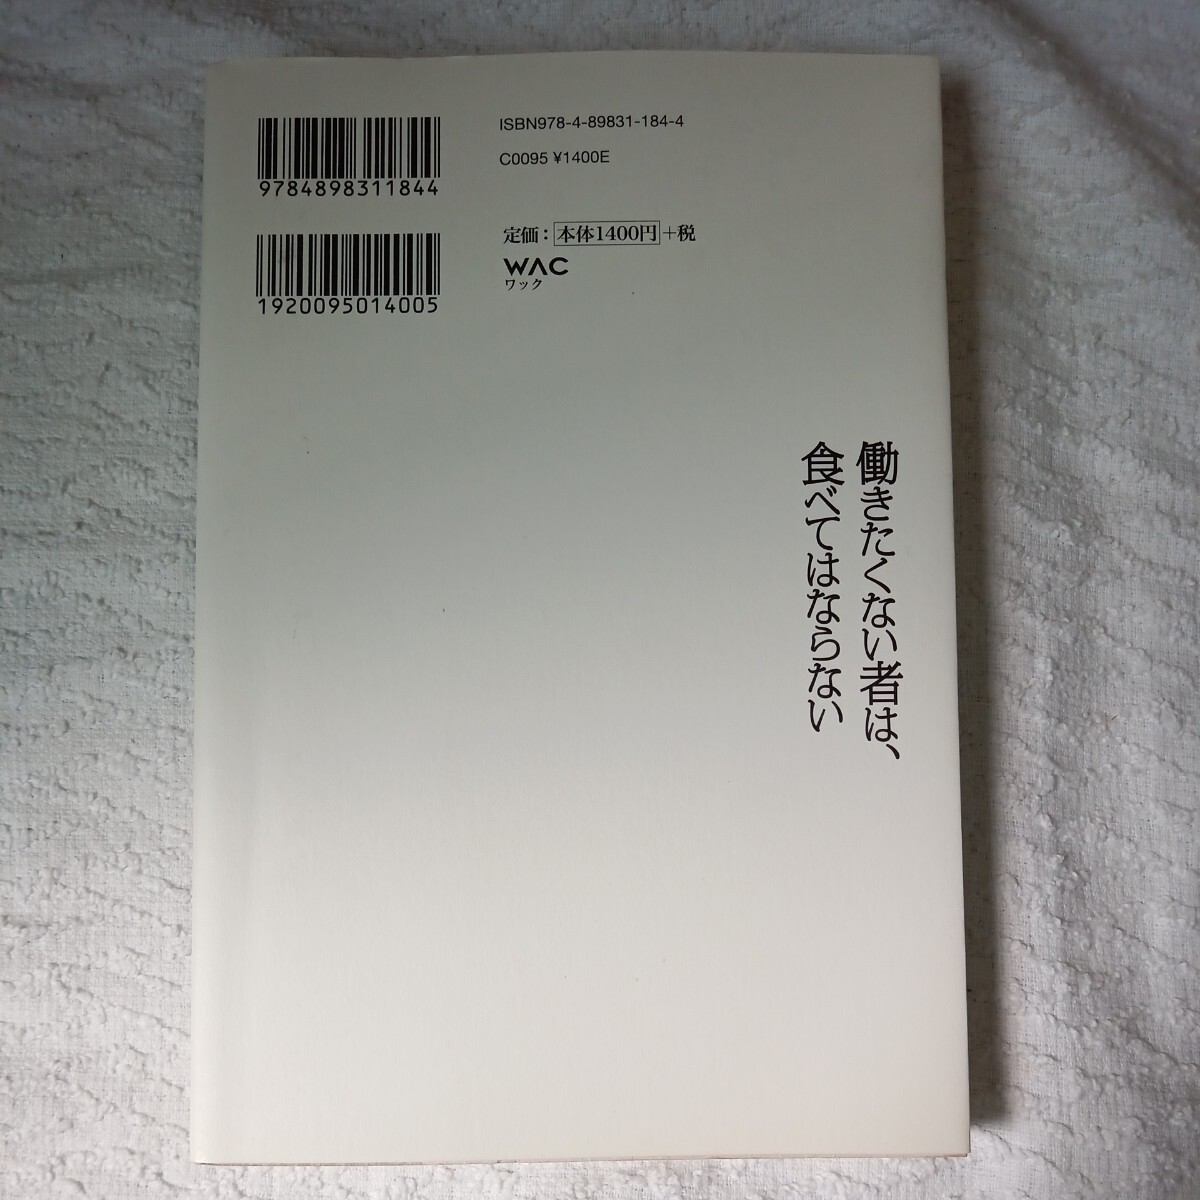 9784898311844
1920095014005
ISBN978-4-89831-184-4
C0095 ¥1400E
定価：本体1400円+税
WAC
ワック
働きたくない者は、
食べてはならない